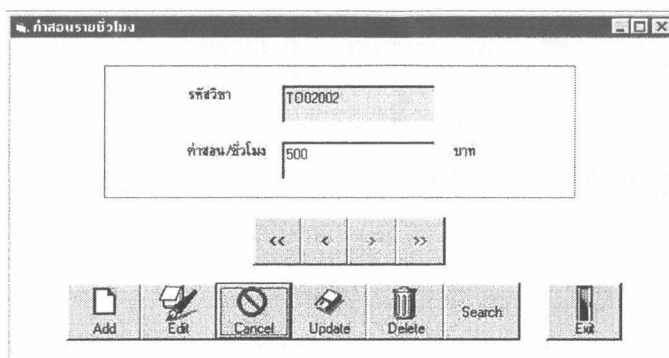 ค่าสอนรายชั่วโมง
รหัสวิชา TO02002
ค่าสอน/ชั่วโมง 500 บาท
<< < > >>
Add Edit Cancel Update Delete Search Exit